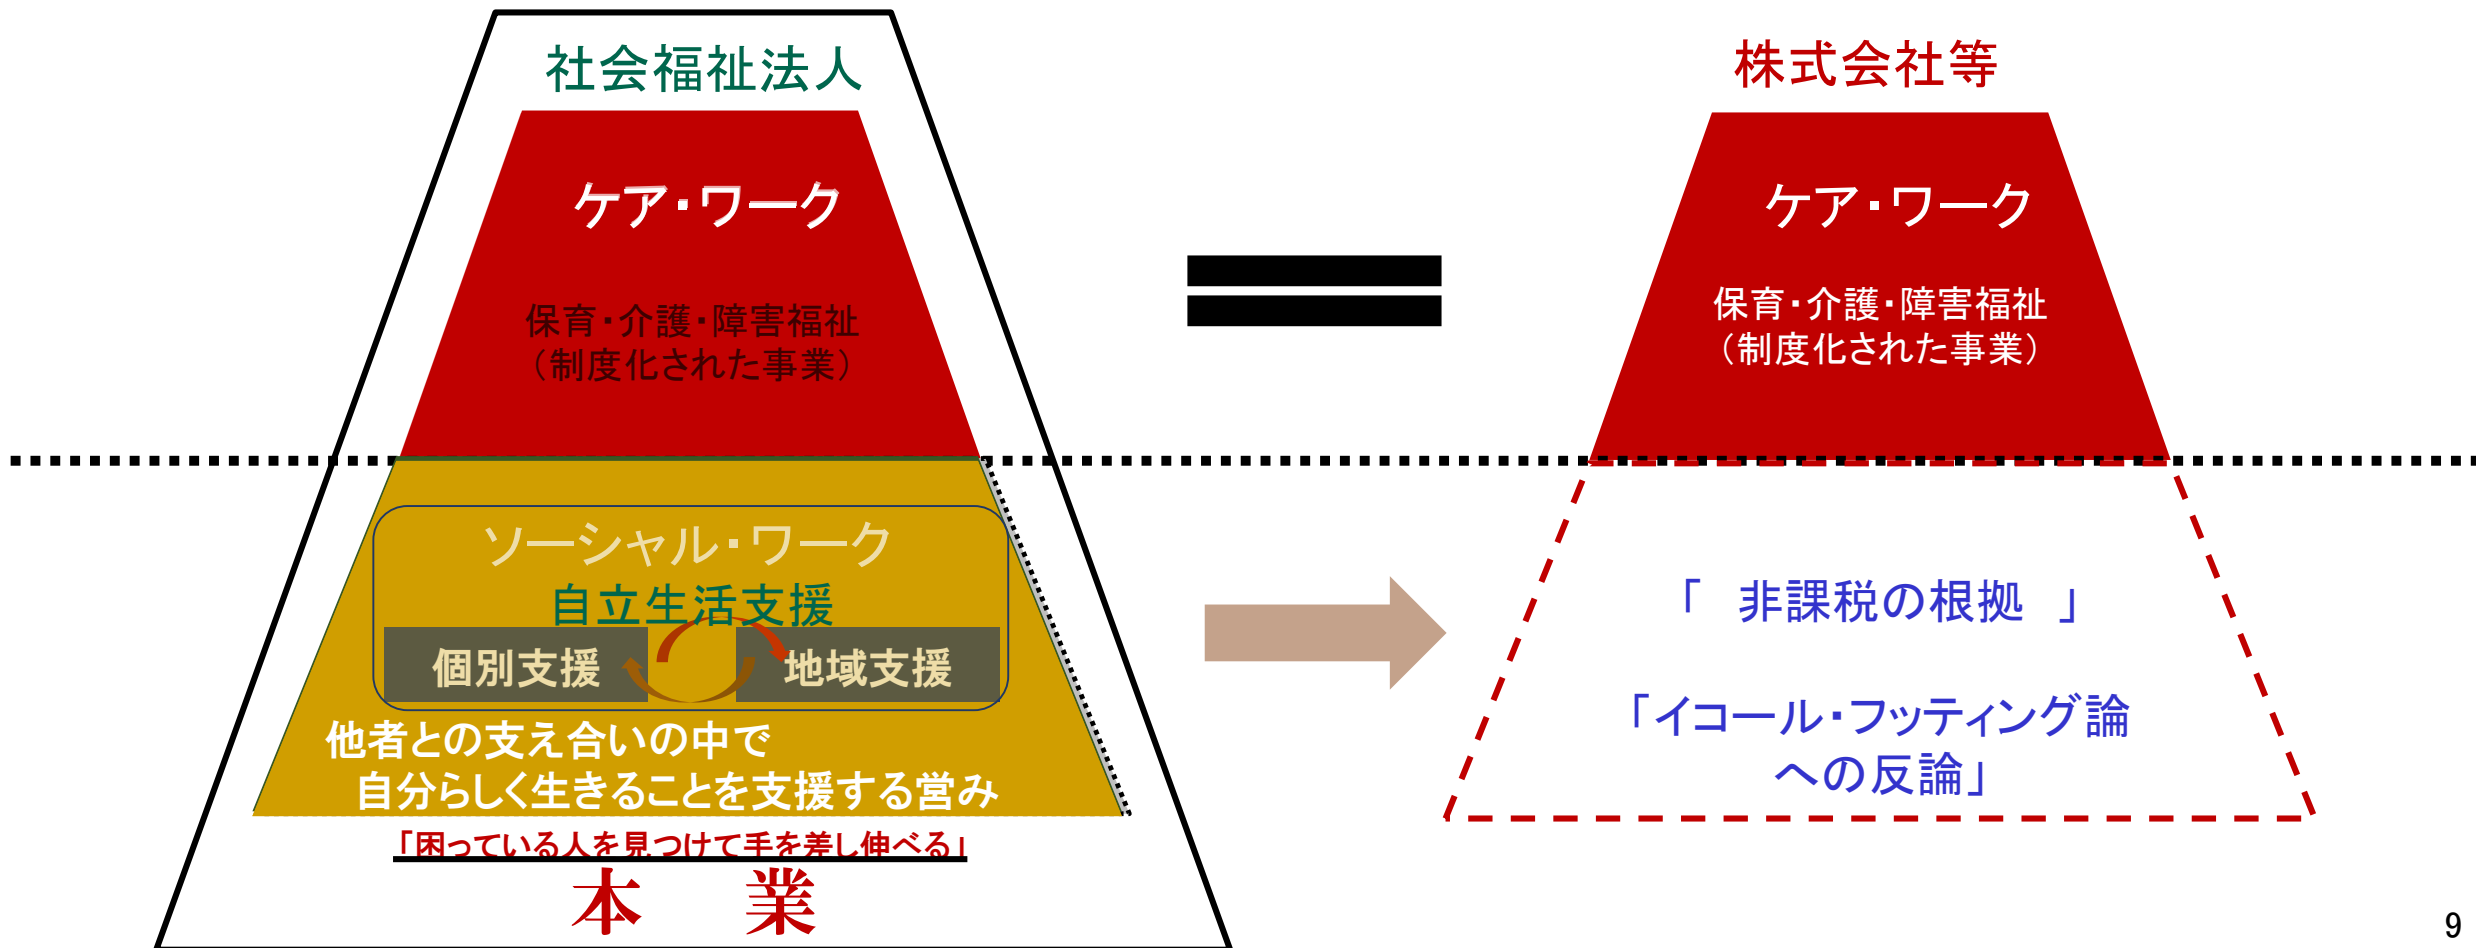 社会福祉法人
ケア・ワーク
保育・介護・障害福祉
（制度化された事業）
ソーシャル・ワーク
自立生活支援
個別支援
地域支援
他者との支え合いの中で
自分らしく生きることを支援する営み
「困っている人を見つけて手を差し伸べる」
本　業
株式会社等
ケア・ワーク
保育・介護・障害福祉
（制度化された事業）
「　非課税の根拠　」
「イコール・フッティング論
への反論」
9